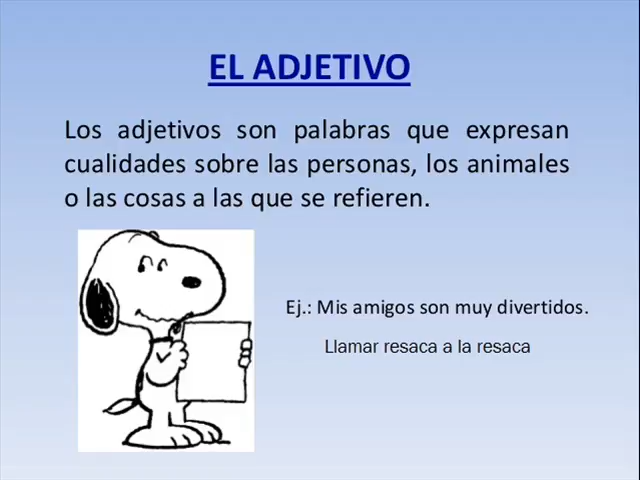 EL ADJETIVO
Los adjetivos son palabras que expresan
cualidades sobre las personas, los animales
o las cosas a las que se refieren.
Ej.: Mis amigos son muy divertidos.
Llamar resaca a la resaca